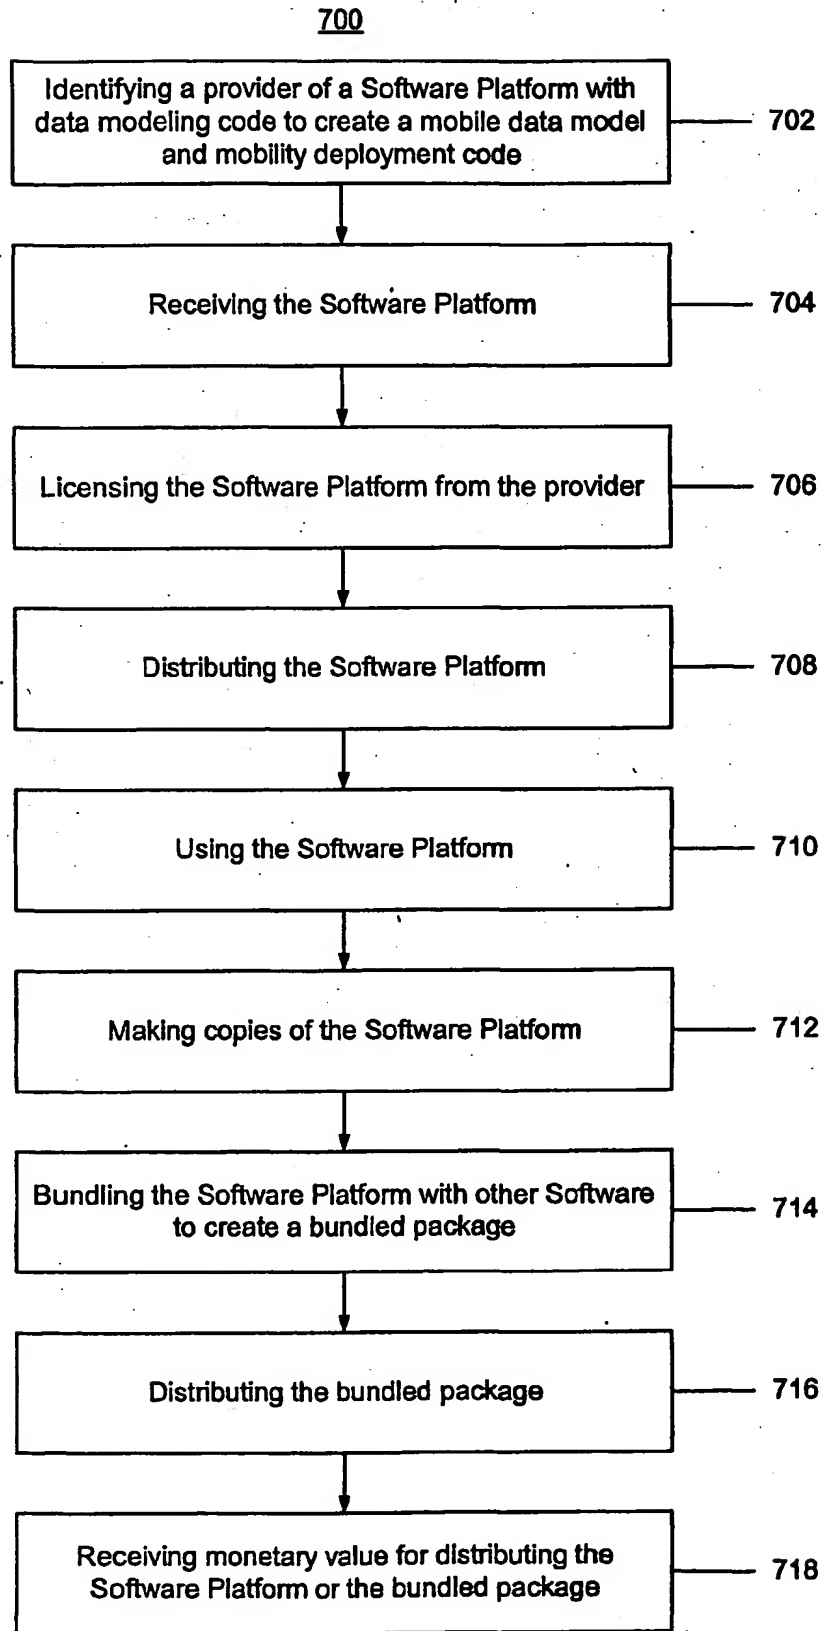 700
Identifying a provider of a Software Platform with
data modeling code to create a mobile data model
and mobility deployment code
702
Receiving the Software Platform
704
Licensing the Software Platform from the provider
706
Distributing the Software Platform
708
Using the Software Platform
710
Making copies of the Software Platform
712
Bundling the Software Platform with other Software
to create a bundled package
714
Distributing the bundled package
716
Receiving monetary value for distributing the
Software Platform or the bundled package
718